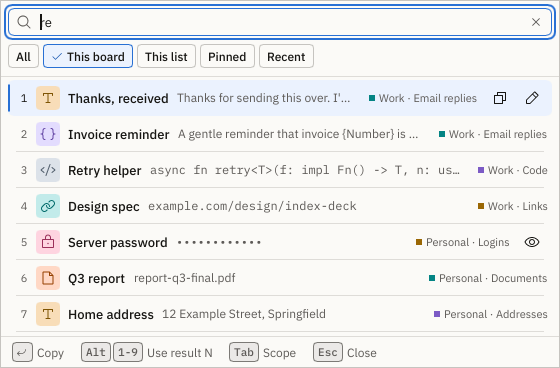 re
All This board This list Pinned Recent
1 T Thanks, received Thanks for sending this over. I'... Work · Email replies
2 { } Invoice reminder A gentle reminder that invoice {Number} is ... Work · Email replies
3 </> Retry helper async fn retry<T>(f: impl Fn() -> T, n: us... Work · Code
4 Design spec example.com/design/index-deck Work · Links
5 Server password •••••••••••• Personal · Logins
6 Q3 report report-q3-final.pdf Personal · Documents
7 T Home address 12 Example Street, Springfield Personal · Addresses
Copy Alt 1-9 Use result N Tab Scope Esc Close